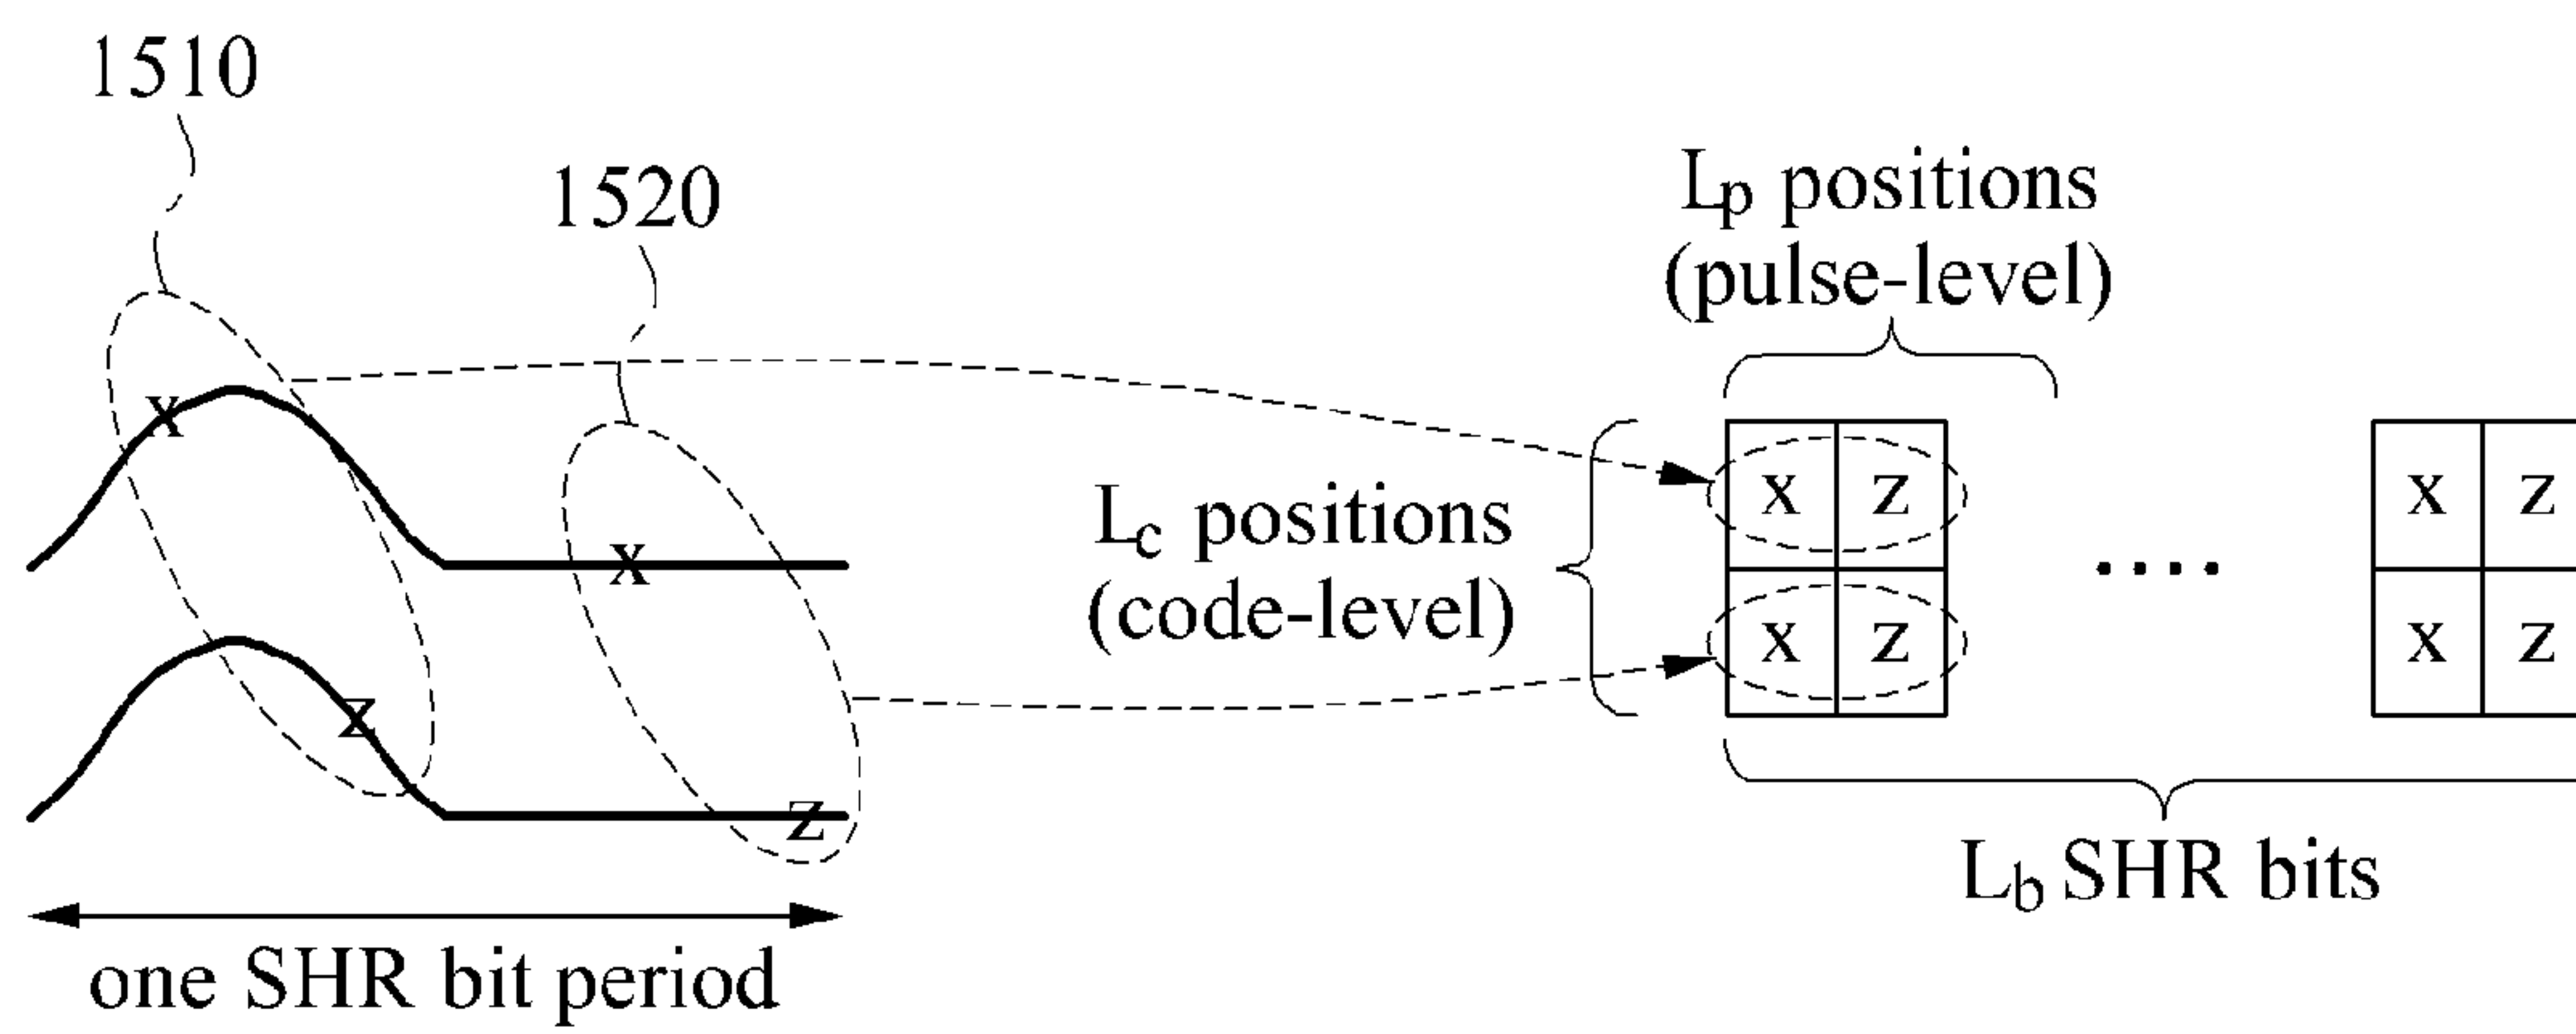 1510
1520
x
x
z
z
one SHR bit period
Lp positions
(pulse-level)
Lc positions
(code-level)
x z
x z
....
x z
x z
Lb SHR bits